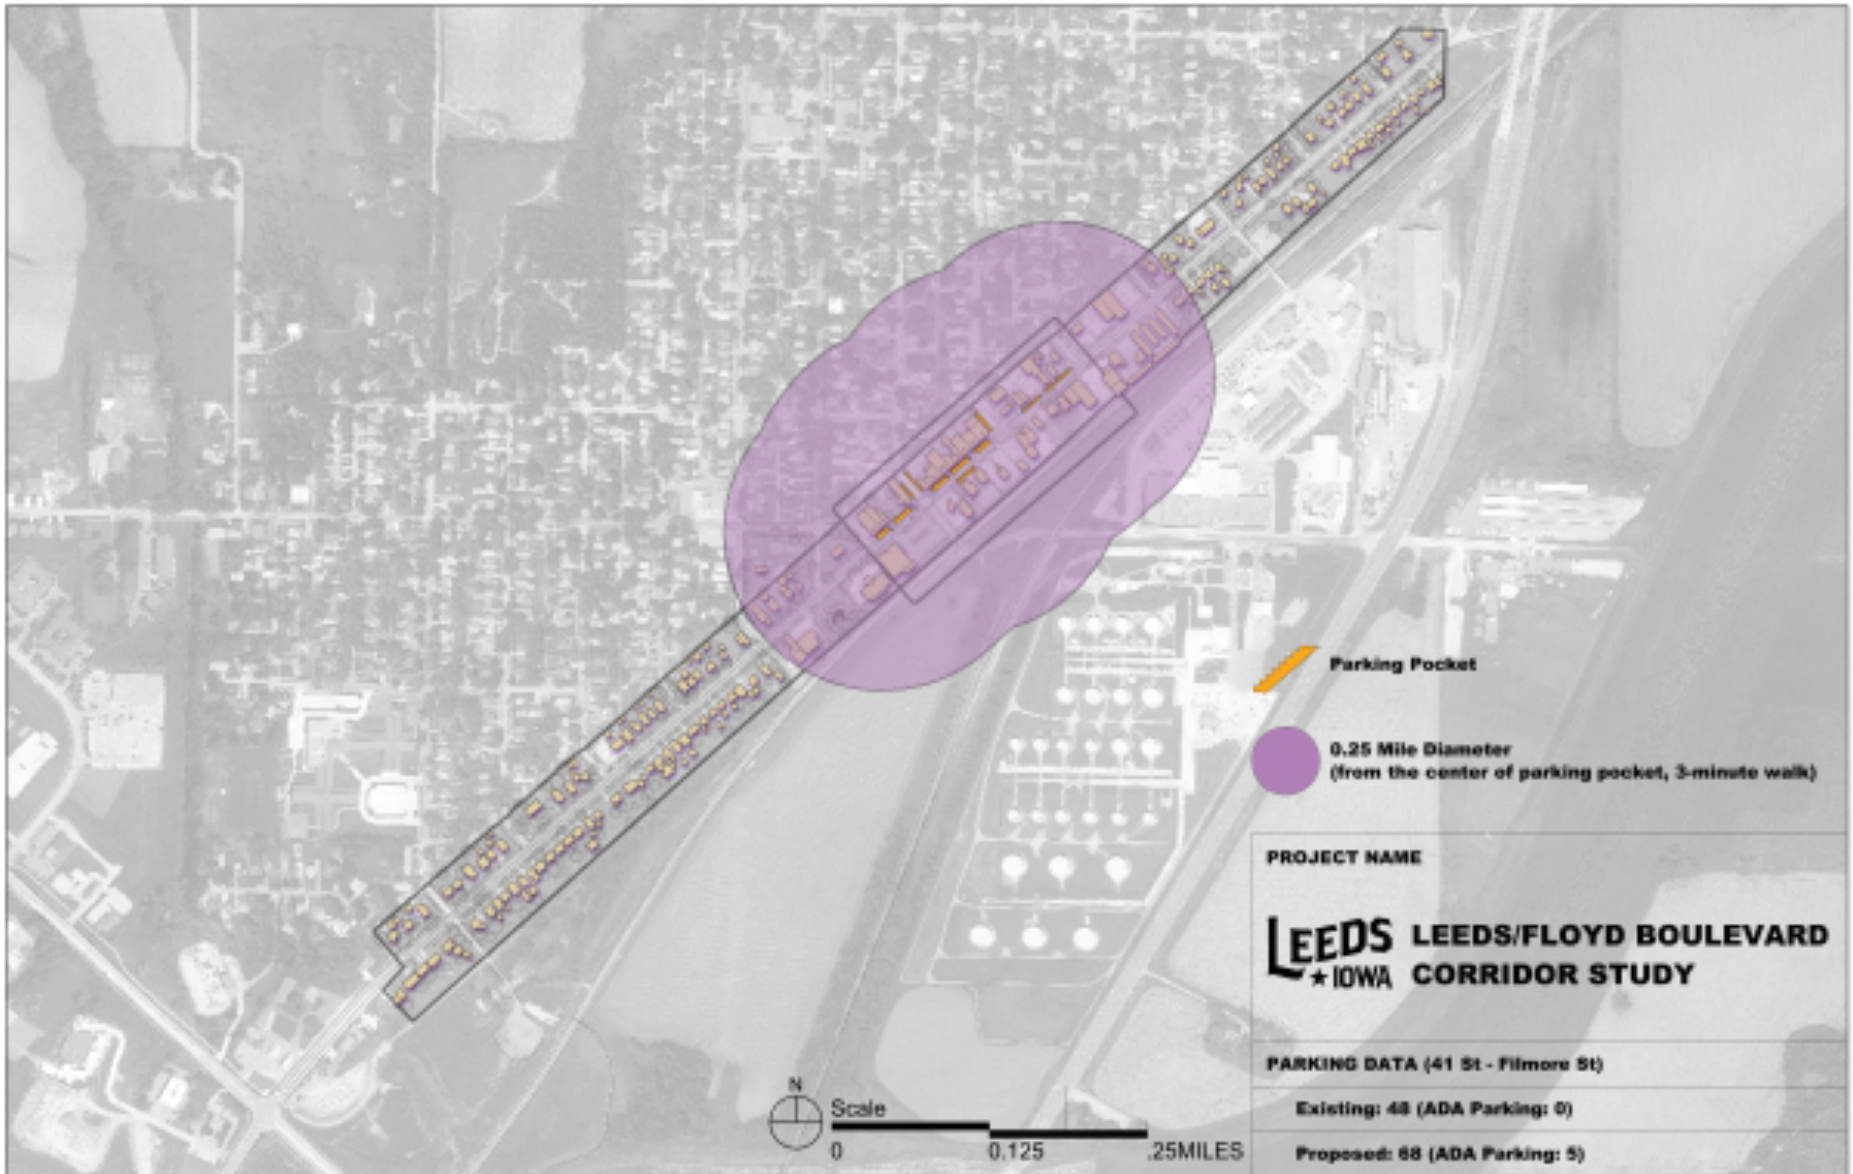 Parking Pocket
0.25 Mile Diameter
(from the center of parking pocket, 3-minute walk)
PROJECT NAME
LEEDS
★ IOWA
LEEDS/FLOYD BOULEVARD
CORRIDOR STUDY
PARKING DATA (41 St - Filmore St)
Existing: 48 (ADA Parking: 0)
Proposed: 68 (ADA Parking: 5)
N
Scale
0 0.125 .25MILES